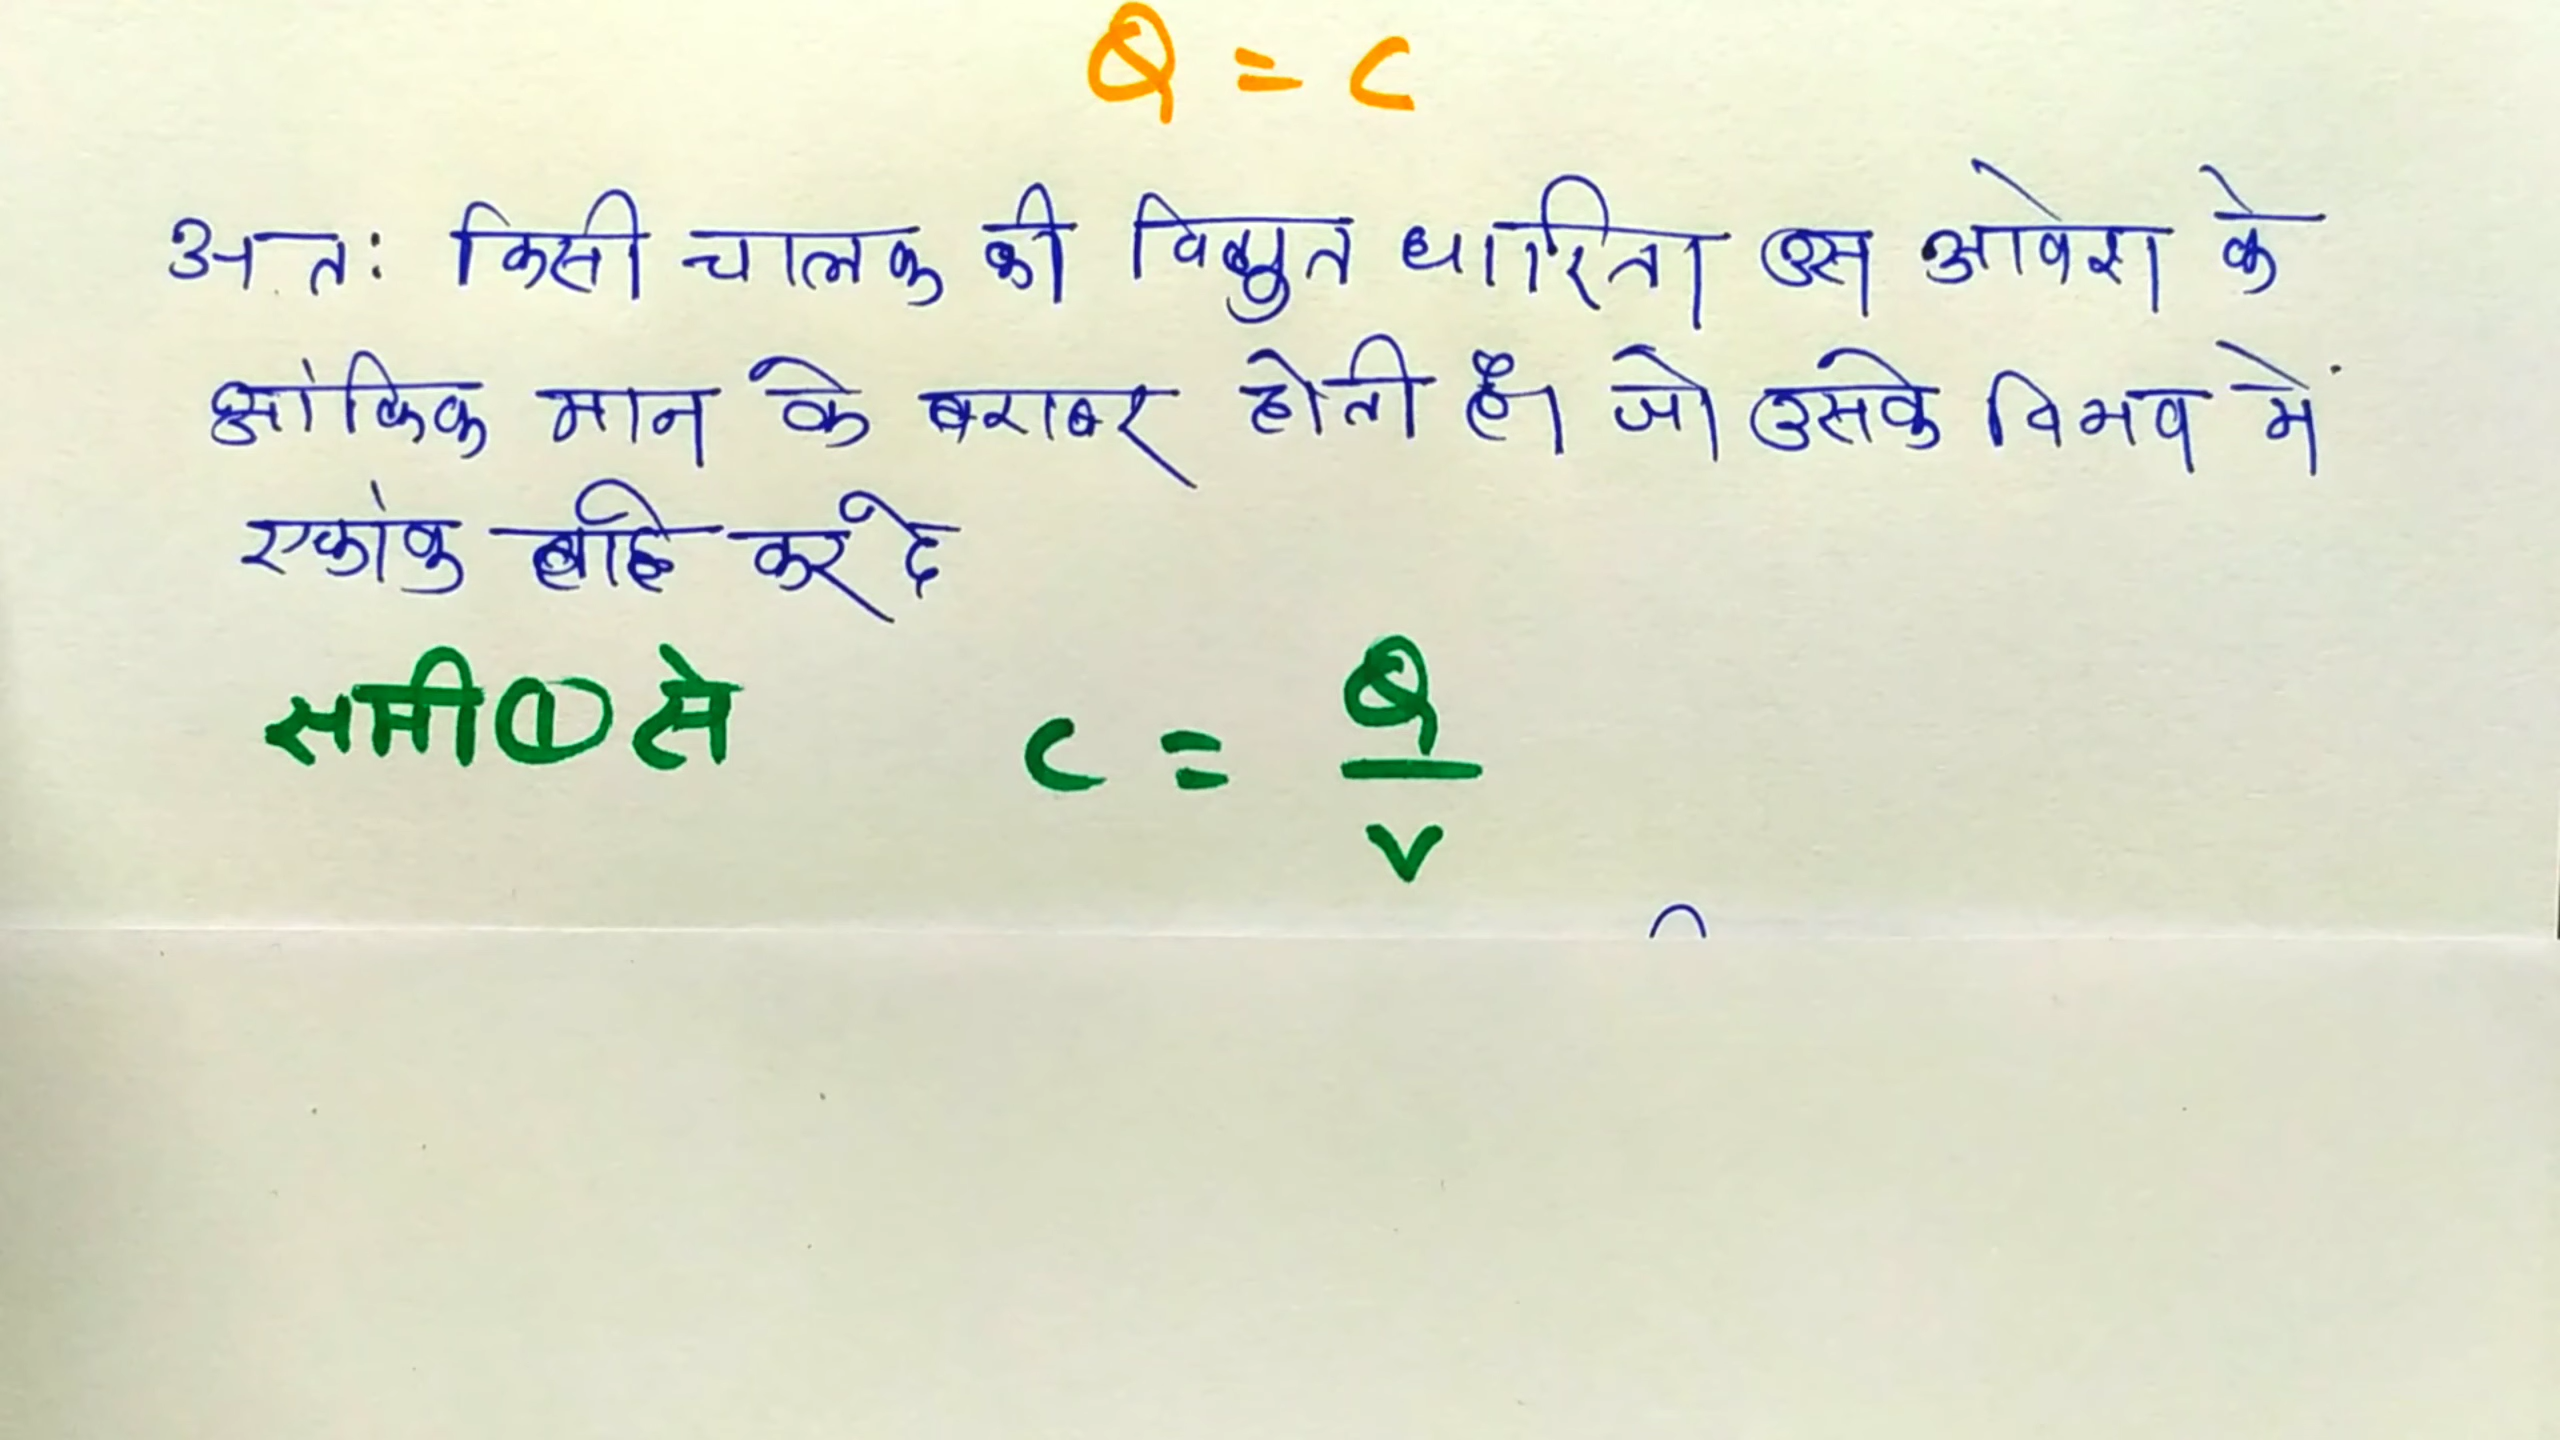 Q = C
अतः किसी चालक की विद्युत धारिता उस आवेश के
आंकिक मान के बराबर होती है। जो उसके विभव में
एकांक वृद्धि कर दे
समी ① से C = Q/V